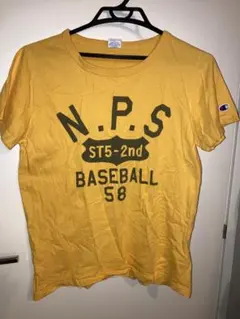 N.P.S
ST5-2nd
BASEBALL
58